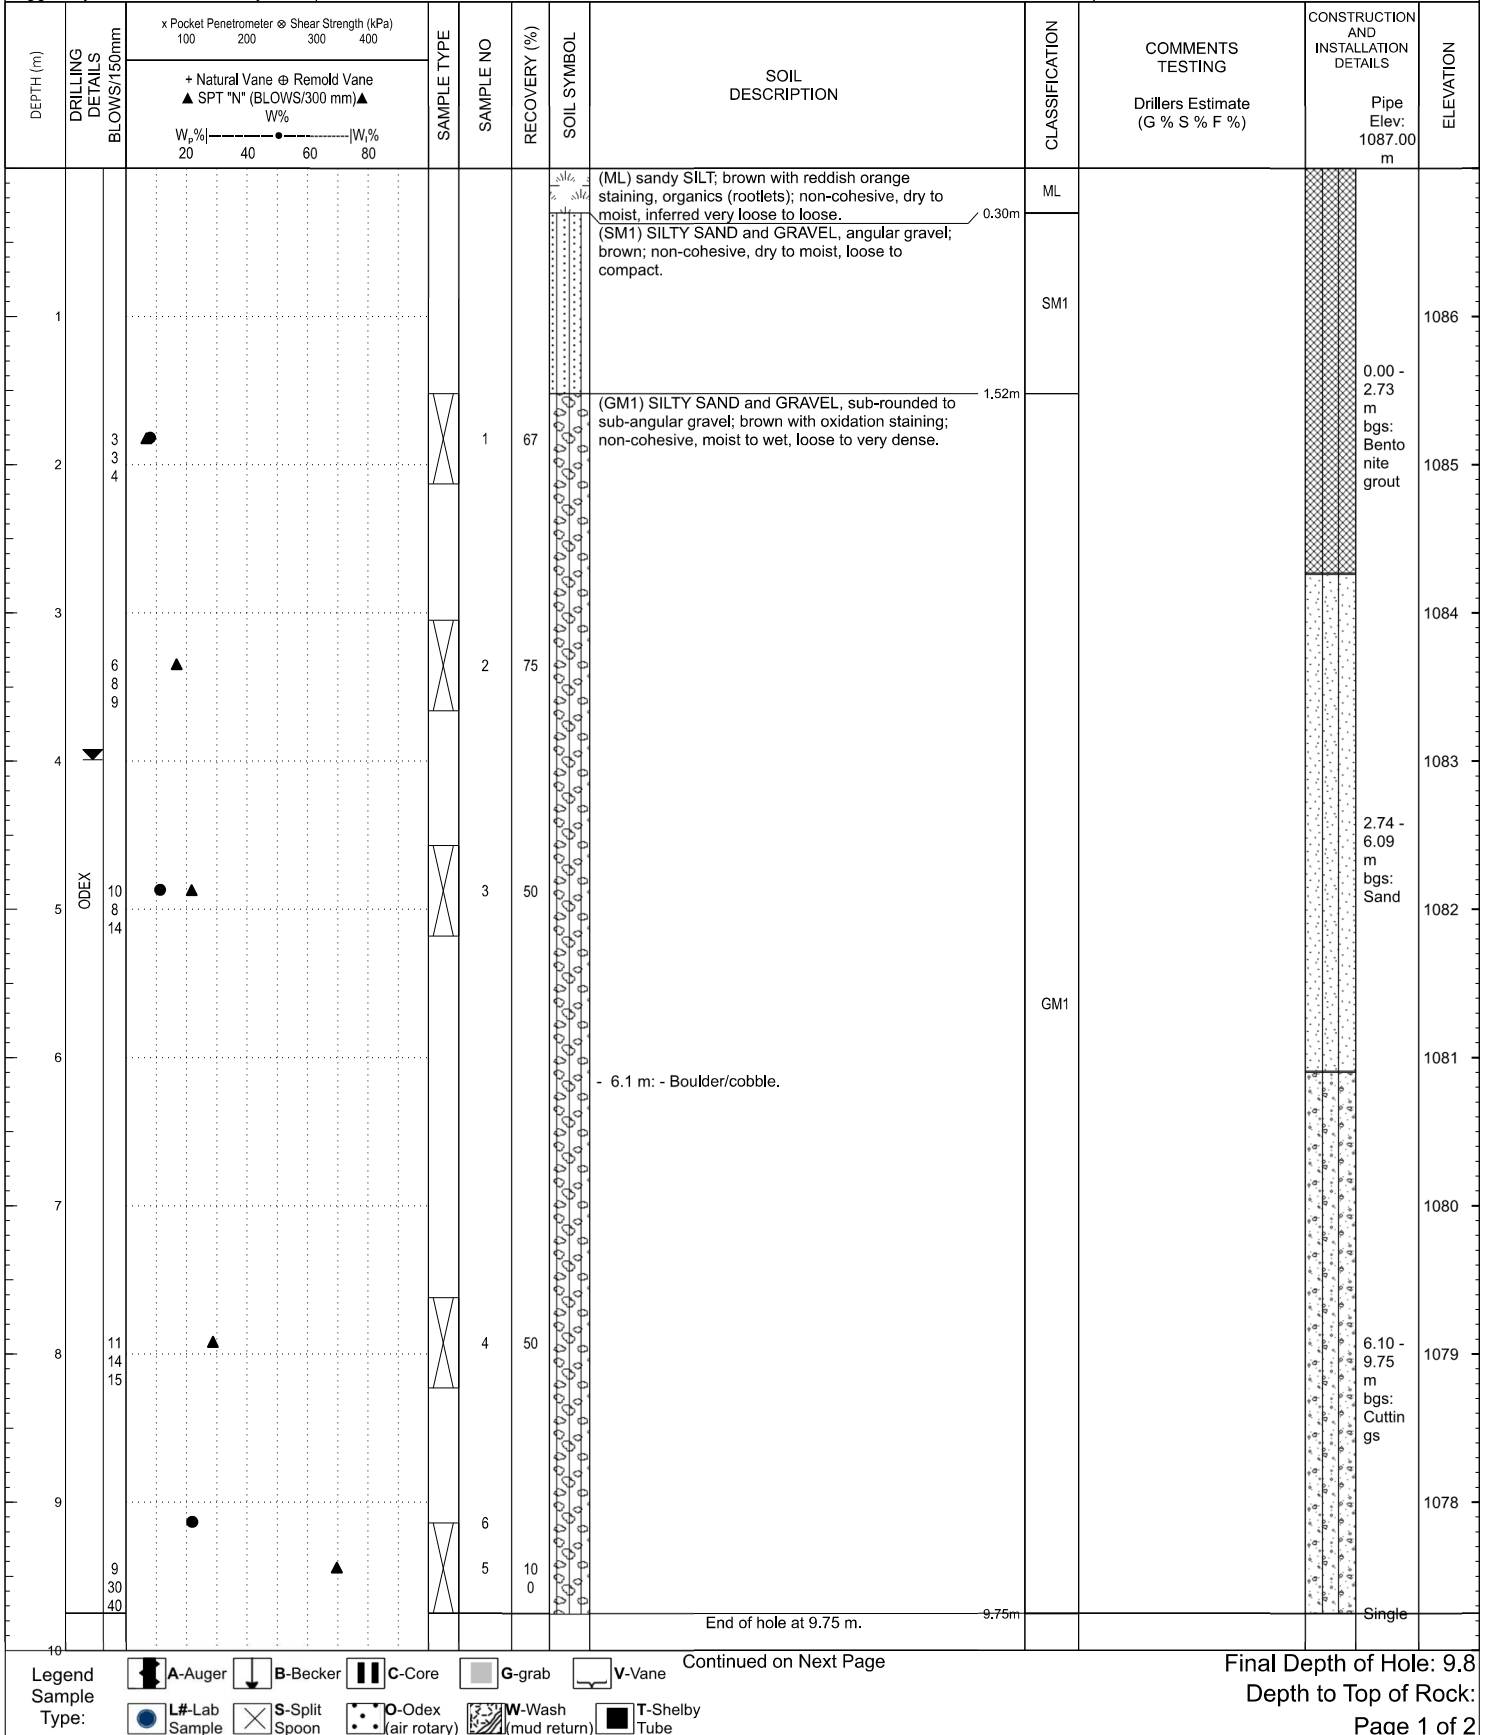 DEPTH (m)
DRILLING
DETAILS
BLOWS/150mm
x Pocket Penetrometer ⊗ Shear Strength (kPa)
100 200 300 400
+ Natural Vane ⊕ Remold Vane
▲ SPT "N" (BLOWS/300 mm)▲
W%
Wp%|—•—|Wl%
20 40 60 80
SAMPLE TYPE
SAMPLE NO
RECOVERY (%)
SOIL SYMBOL
SOIL
DESCRIPTION
CLASSIFICATION
COMMENTS
TESTING
Drillers Estimate
(G % S % F %)
CONSTRUCTION
AND
INSTALLATION
DETAILS
Pipe
Elev:
1087.00
m
ELEVATION
(ML) sandy SILT; brown with reddish orange
staining, organics (rootlets); non-cohesive, dry to
moist, inferred very loose to loose.
0.30m
ML
(SM1) SILTY SAND and GRAVEL, angular gravel;
brown; non-cohesive, dry to moist, loose to
compact.
SM1
1
1086
1.52m
(GM1) SILTY SAND and GRAVEL, sub-rounded to
sub-angular gravel; brown with oxidation staining;
non-cohesive, moist to wet, loose to very dense.
0.00 -
2.73
m
bgs:
Bento
nite
grout
3
3
4
1
67
2
1085
3
1084
6
8
9
2
75
4
1083
ODEX
10
8
14
3
50
2.74 -
6.09
m
bgs:
Sand
5
1082
GM1
6
1081
- 6.1 m: - Boulder/cobble.
7
1080
11
14
15
4
50
8
1079
6.10 -
9.75
m
bgs:
Cuttin
gs
9
1078
6
9
30
40
5
10
0
End of hole at 9.75 m.
9.75m
Single
10
Legend
Sample
Type:
A-Auger
B-Becker
C-Core
G-grab
V-Vane
L#-Lab
Sample
S-Split
Spoon
O-Odex
(air rotary)
W-Wash
(mud return)
T-Shelby
Tube
Continued on Next Page
Final Depth of Hole: 9.8
Depth to Top of Rock:
Page 1 of 2